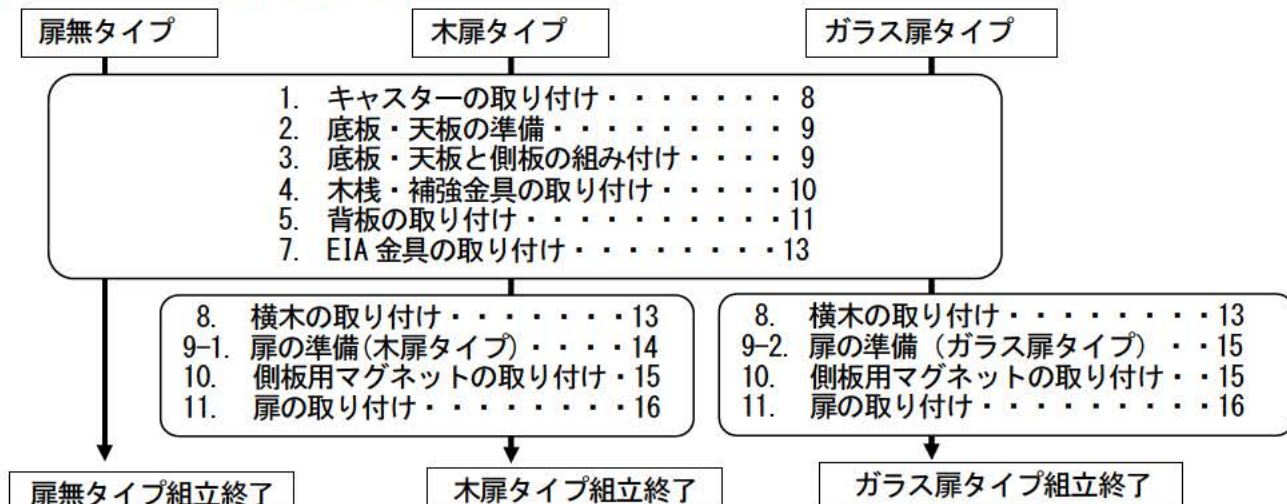 扉無タイプ
木扉タイプ
ガラス扉タイプ
1. キャスターの取り付け・・・・・・・ 8
2. 底板・天板の準備・・・・・・・・・ 9
3. 底板・天板と側板の組み付け・・・・ 9
4. 木桟・補強金具の取り付け・・・・・10
5. 背板の取り付け・・・・・・・・・・11
7. EIA 金具の取り付け・・・・・・・・13
8. 横木の取り付け・・・・・・・13
9-1. 扉の準備(木扉タイプ)・・・・14
10. 側板用マグネットの取り付け・15
11. 扉の取り付け・・・・・・・・16
8. 横木の取り付け・・・・・・・・13
9-2. 扉の準備（ガラス扉タイプ）・・15
10. 側板用マグネットの取り付け・・15
11. 扉の取り付け・・・・・・・・・16
扉無タイプ組立終了
木扉タイプ組立終了
ガラス扉タイプ組立終了